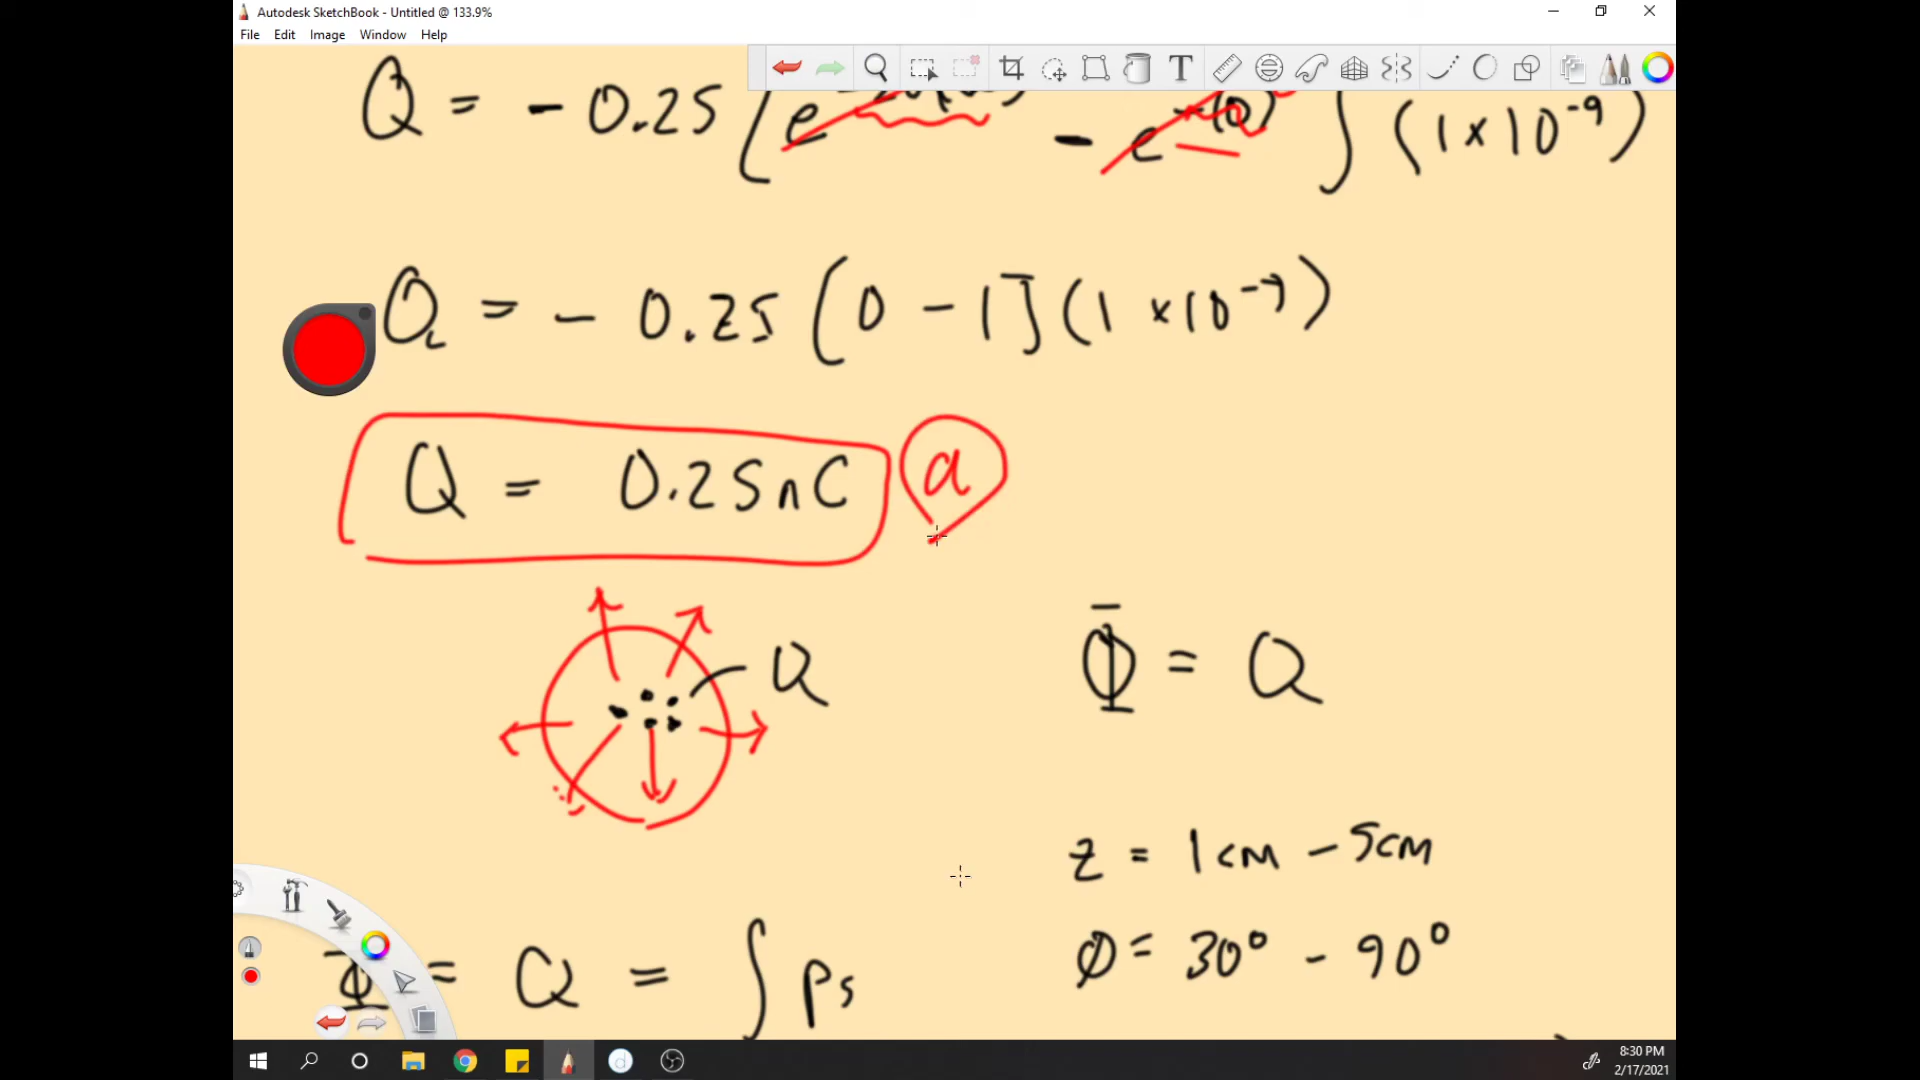 Autodesk SketchBook - Untitled @ 133.9%
File Edit Image Window Help
T
Q = - 0.25 [e - e^-(0)] (1×10^-9)
Q = - 0.25 [0 - 1] (1×10^-9)
Q = 0.25nC a
Q
Φ = Q
z = 1cm - 5cm
Φ = Q = ∫ ρs
ø = 30° - 90°
8:30 PM
2/17/2021